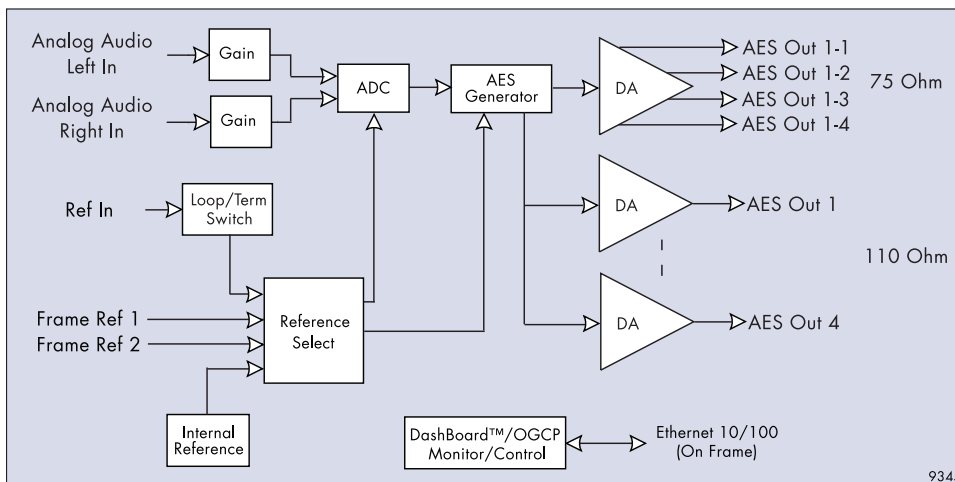 Analog Audio
Left In
Gain
Analog Audio
Right In
Gain
ADC
AES
Generator
DA
AES Out 1-1
AES Out 1-2
AES Out 1-3
AES Out 1-4
75 Ohm
Ref In
Loop/Term
Switch
DA
AES Out 1
110 Ohm
Frame Ref 1
Frame Ref 2
Reference
Select
DA
AES Out 4
Internal
Reference
DashBoard™/OGCP
Monitor/Control
Ethernet 10/100
(On Frame)